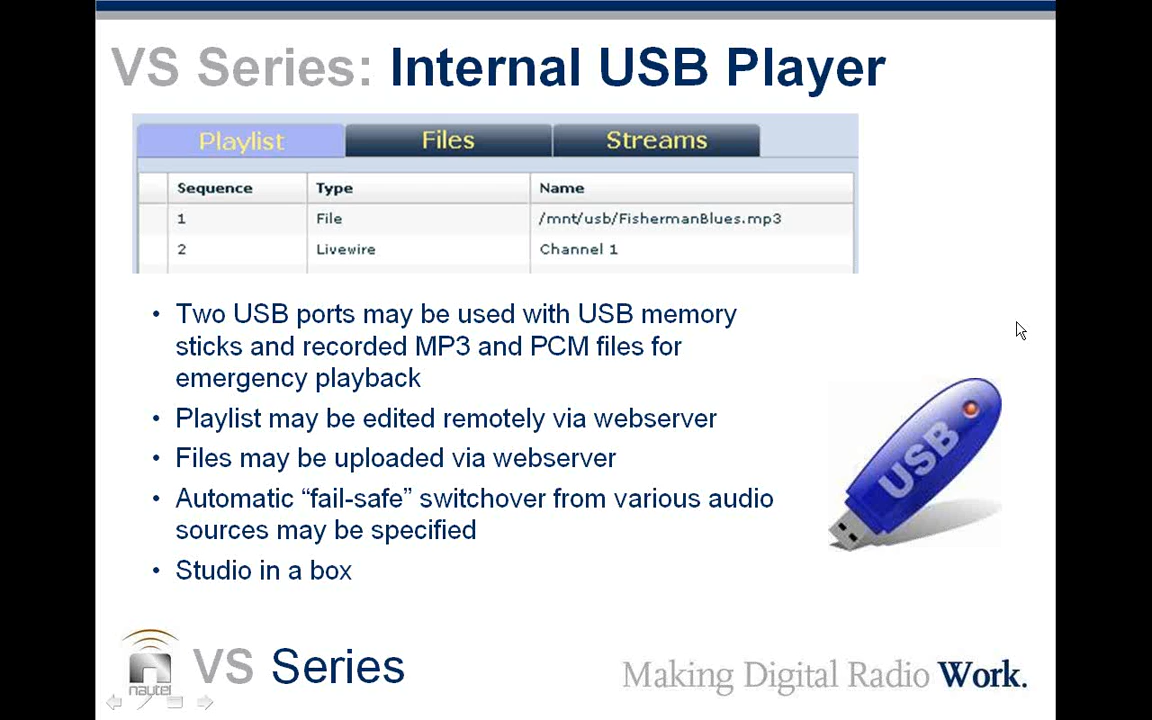 VS Series: Internal USB Player
Playlist Files Streams
Sequence Type Name
1 File /mnt/usb/FishermanBlues.mp3
2 Livewire Channel 1
• Two USB ports may be used with USB memory
sticks and recorded MP3 and PCM files for
emergency playback
• Playlist may be edited remotely via webserver
• Files may be uploaded via webserver
• Automatic “fail-safe” switchover from various audio
sources may be specified
• Studio in a box
USB
nautel
VS Series
Making Digital Radio Work.